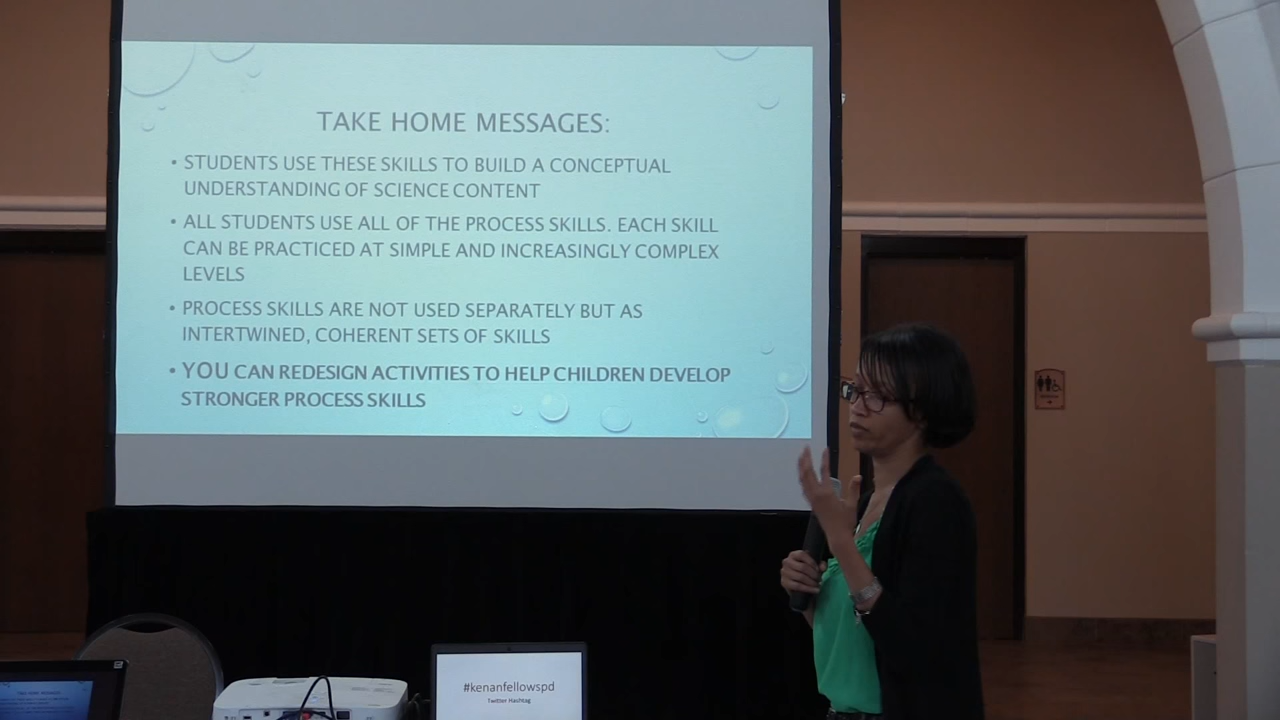 TAKE HOME MESSAGES:
• STUDENTS USE THESE SKILLS TO BUILD A CONCEPTUAL
UNDERSTANDING OF SCIENCE CONTENT
• ALL STUDENTS USE ALL OF THE PROCESS SKILLS. EACH SKILL
CAN BE PRACTICED AT SIMPLE AND INCREASINGLY COMPLEX
LEVELS
• PROCESS SKILLS ARE NOT USED SEPARATELY BUT AS
INTERTWINED, COHERENT SETS OF SKILLS
• YOU CAN REDESIGN ACTIVITIES TO HELP CHILDREN DEVELOP
STRONGER PROCESS SKILLS
#kenanfellowspd
Twitter Hashtag